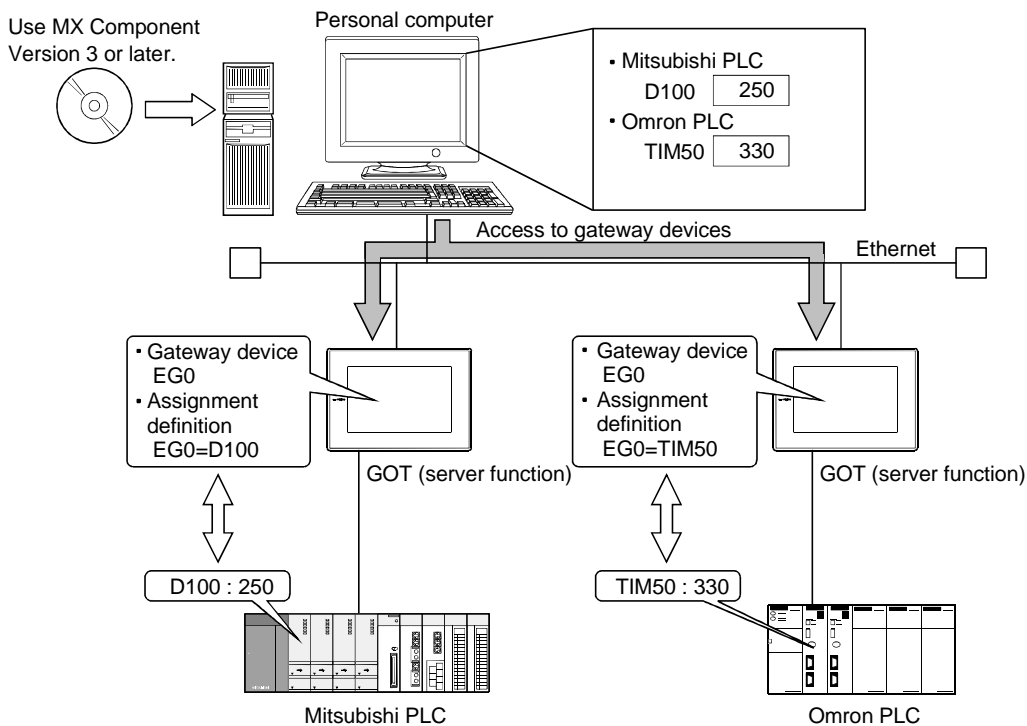 Use MX Component
Version 3 or later.
Personal computer
・Mitsubishi PLC
D100 250
・Omron PLC
TIM50 330
Access to gateway devices
Ethernet
・Gateway device
EG0
・Assignment
definition
EG0=D100
GOT (server function)
D100 : 250
Mitsubishi PLC
・Gateway device
EG0
・Assignment
definition
EG0=TIM50
GOT (server function)
TIM50 : 330
Omron PLC